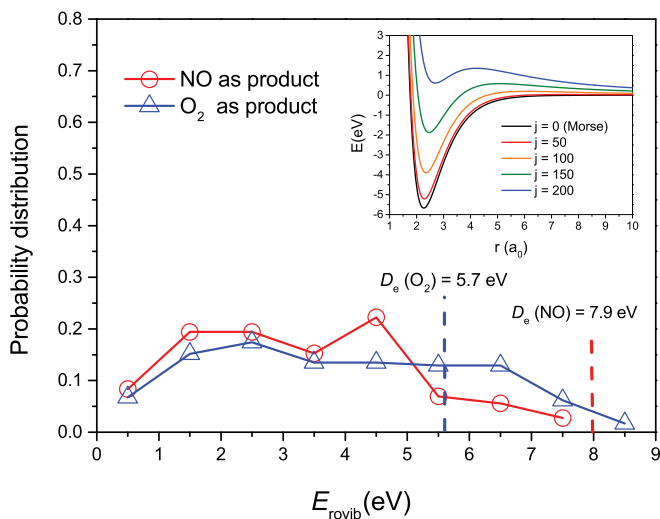 0.8
0.7
0.6
0.5
0.4
0.3
0.2
0.1
0.0
Probability distribution
NO as product
O₂ as product
3
2
1
0
-1
-2
-3
-4
-5
-6
E(eV)
j = 0 (Morse)
j = 50
j = 100
j = 150
j = 200
1 2 3 4 5 6 7 8 9 10
r (a₀)
Dₑ (O₂) = 5.7 eV
Dₑ (NO) = 7.9 eV
0 1 2 3 4 5 6 7 8 9
E_rovib (eV)